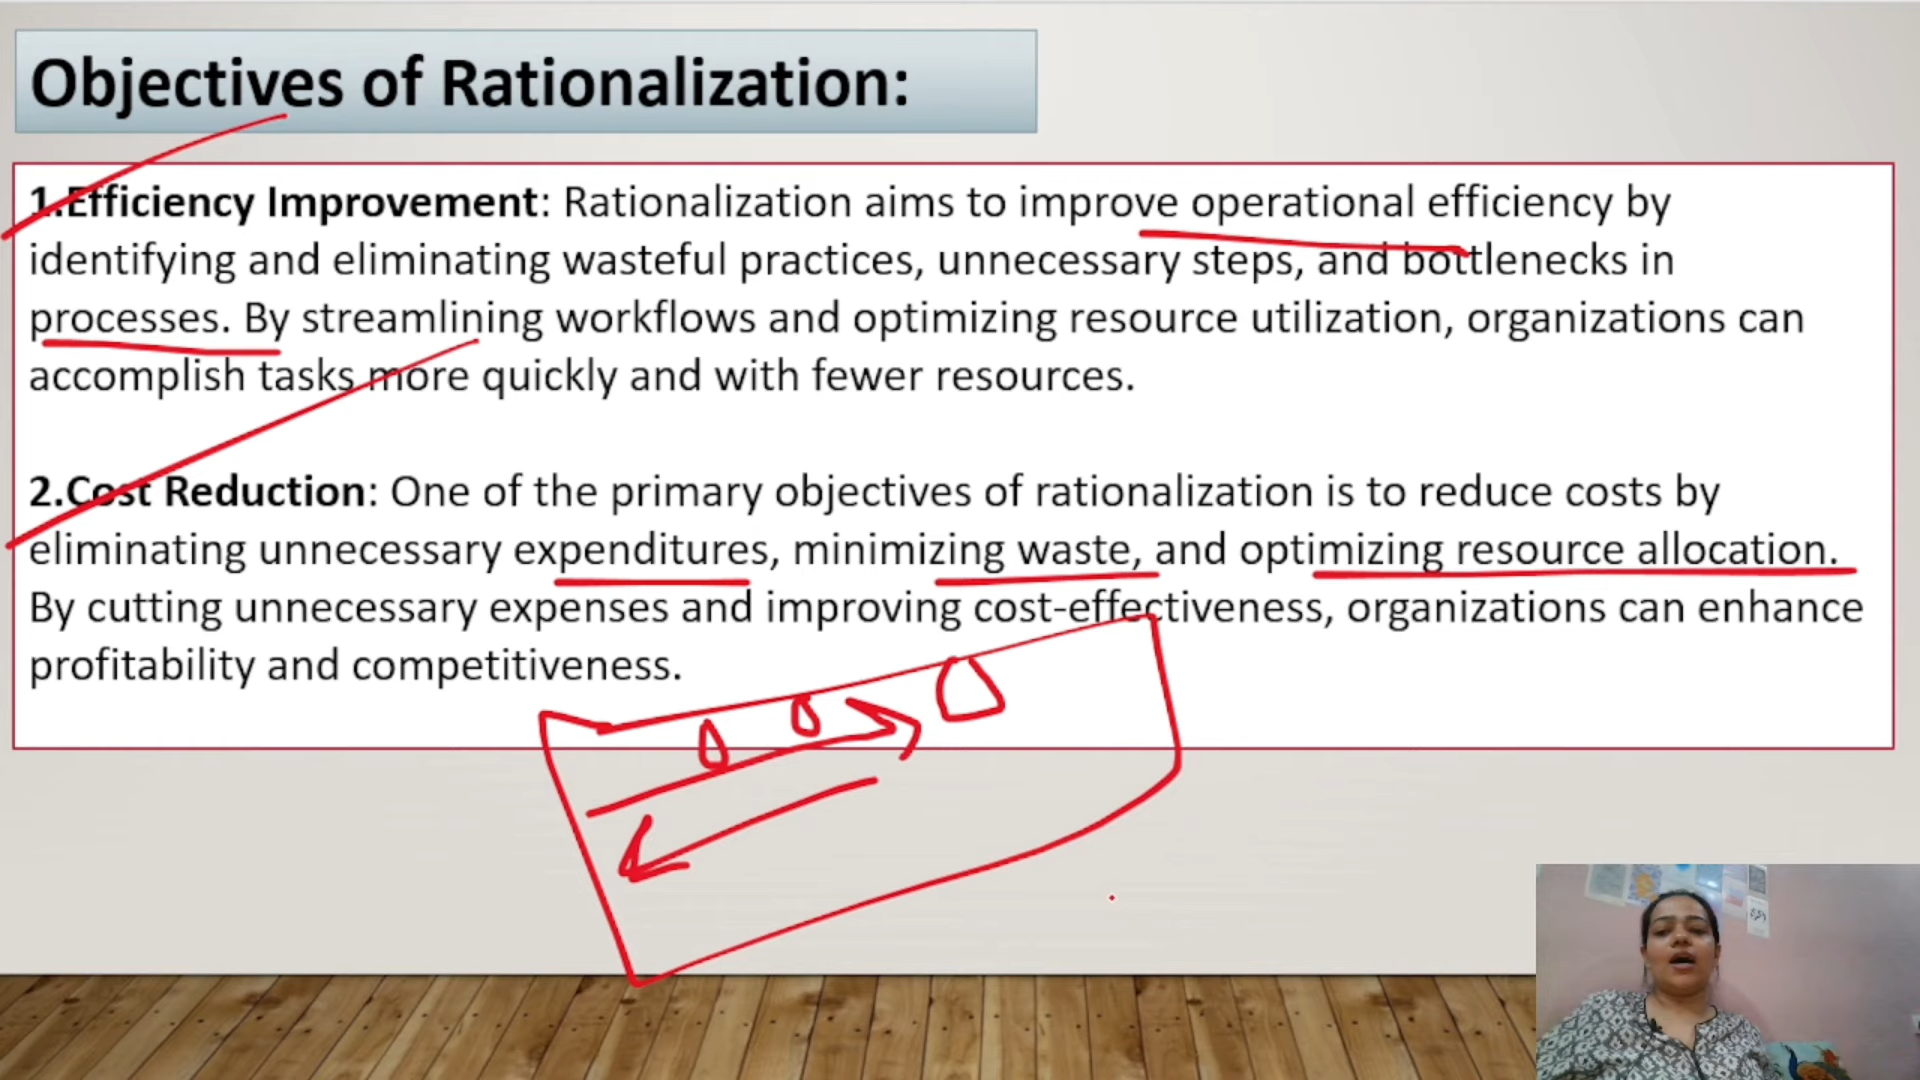 Objectives of Rationalization:
1.Efficiency Improvement: Rationalization aims to improve operational efficiency by
identifying and eliminating wasteful practices, unnecessary steps, and bottlenecks in
processes. By streamlining workflows and optimizing resource utilization, organizations can
accomplish tasks more quickly and with fewer resources.
2.Cost Reduction: One of the primary objectives of rationalization is to reduce costs by
eliminating unnecessary expenditures, minimizing waste, and optimizing resource allocation.
By cutting unnecessary expenses and improving cost-effectiveness, organizations can enhance
profitability and competitiveness.